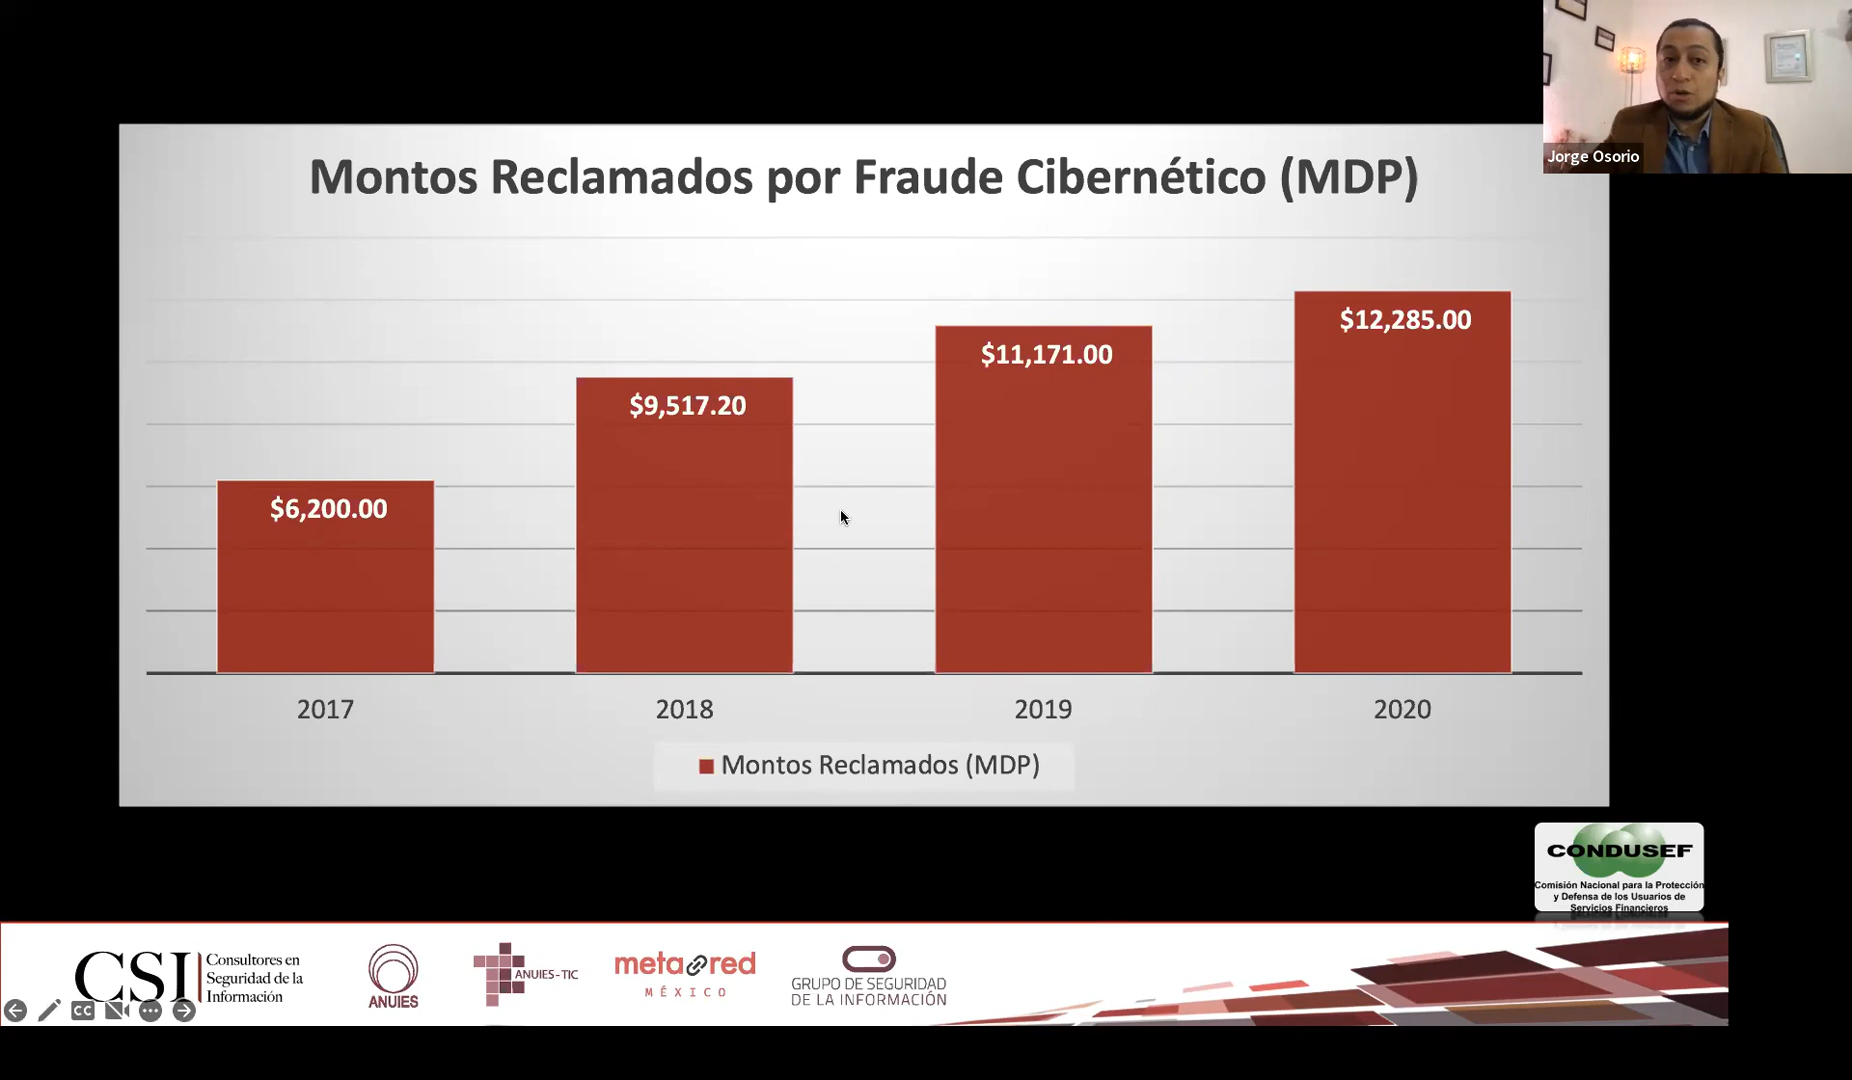 Jorge Osorio
Montos Reclamados por Fraude Cibernético (MDP)
$6,200.00
$9,517.20
$11,171.00
$12,285.00
2017
2018
2019
2020
Montos Reclamados (MDP)
CONDUSEF
Comisión Nacional para la Protección
y Defensa de los Usuarios de
Servicios Financieros
CSI
Consultores en
Seguridad de la
Información
ANUIES
ANUIES-TIC
metared
MÉXICO
GRUPO DE SEGURIDAD
DE LA INFORMACIÓN
CC